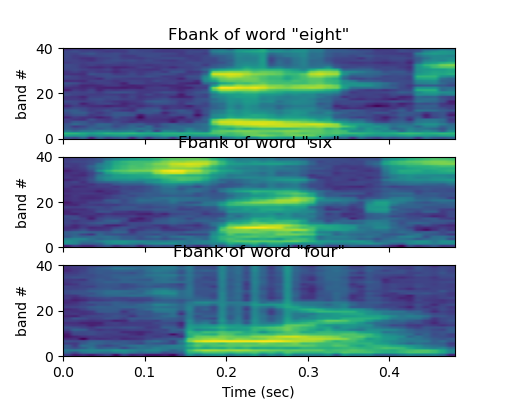 Fbank of word "eight"
40
20
0
band #
Fbank of word "six"
40
20
0
band #
Fbank of word "four"
40
20
0
band #
0.0 0.1 0.2 0.3 0.4
Time (sec)